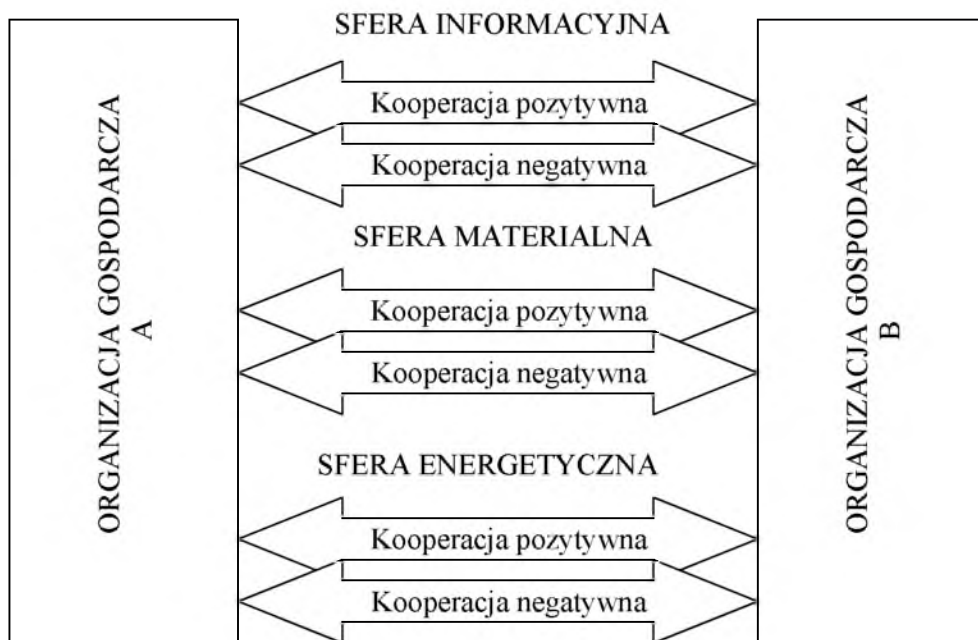 SFERA INFORMACYJNA
Kooperacja pozytywna
Kooperacja negatywna
SFERA MATERIALNA
Kooperacja pozytywna
Kooperacja negatywna
SFERA ENERGETYCZNA
Kooperacja pozytywna
Kooperacja negatywna
ORGANIZACJA GOSPODARCZA
A
ORGANIZACJA GOSPODARCZA
B